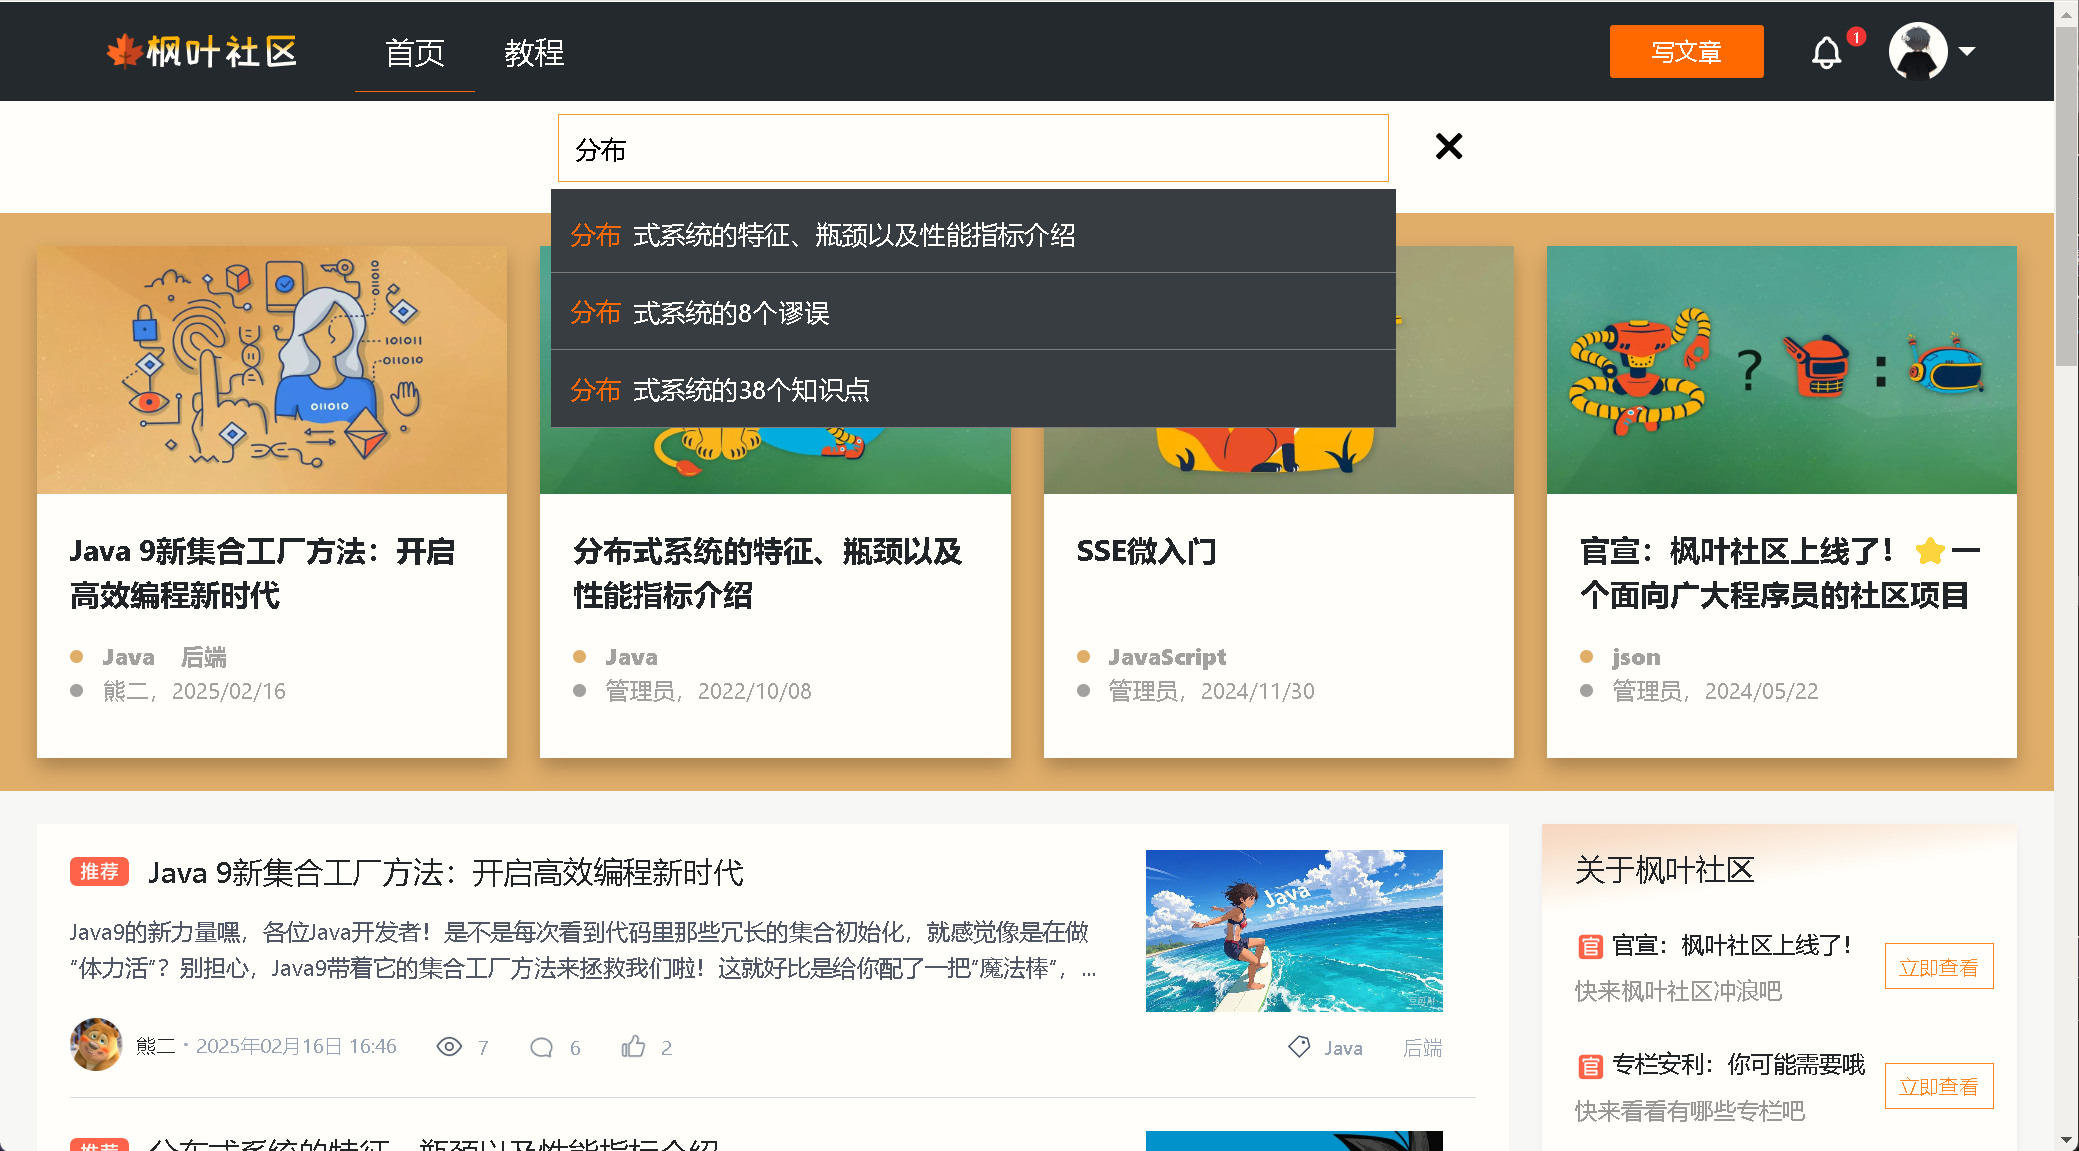 枫叶社区
首页
教程
写文章
1
分布
分布 式系统的特征、瓶颈以及性能指标介绍
分布 式系统的8个谬误
分布 式系统的38个知识点
101011
011010
011010
? :
Java 9新集合工厂方法：开启
高效编程新时代
Java 后端
熊二，2025/02/16
分布式系统的特征、瓶颈以及
性能指标介绍
Java
管理员，2022/10/08
SSE微入门
JavaScript
管理员，2024/11/30
官宣：枫叶社区上线了！⭐一
个面向广大程序员的社区项目
json
管理员，2024/05/22
推荐 Java 9新集合工厂方法：开启高效编程新时代
Java9的新力量嘿，各位Java开发者！是不是每次看到代码里那些冗长的集合初始化，就感觉像是在做
“体力活”？别担心，Java9带着它的集合工厂方法来拯救我们啦！这就好比是给你配了一把“魔法棒”，...
Java
熊二 · 2025年02月16日 16:46 7 6 2
Java 后端
推荐 分布式系统的特征、瓶颈以及性能指标介绍
关于枫叶社区
官 官宣：枫叶社区上线了！
快来枫叶社区冲浪吧
立即查看
官 专栏安利：你可能需要哦
快来看看有哪些专栏吧
立即查看